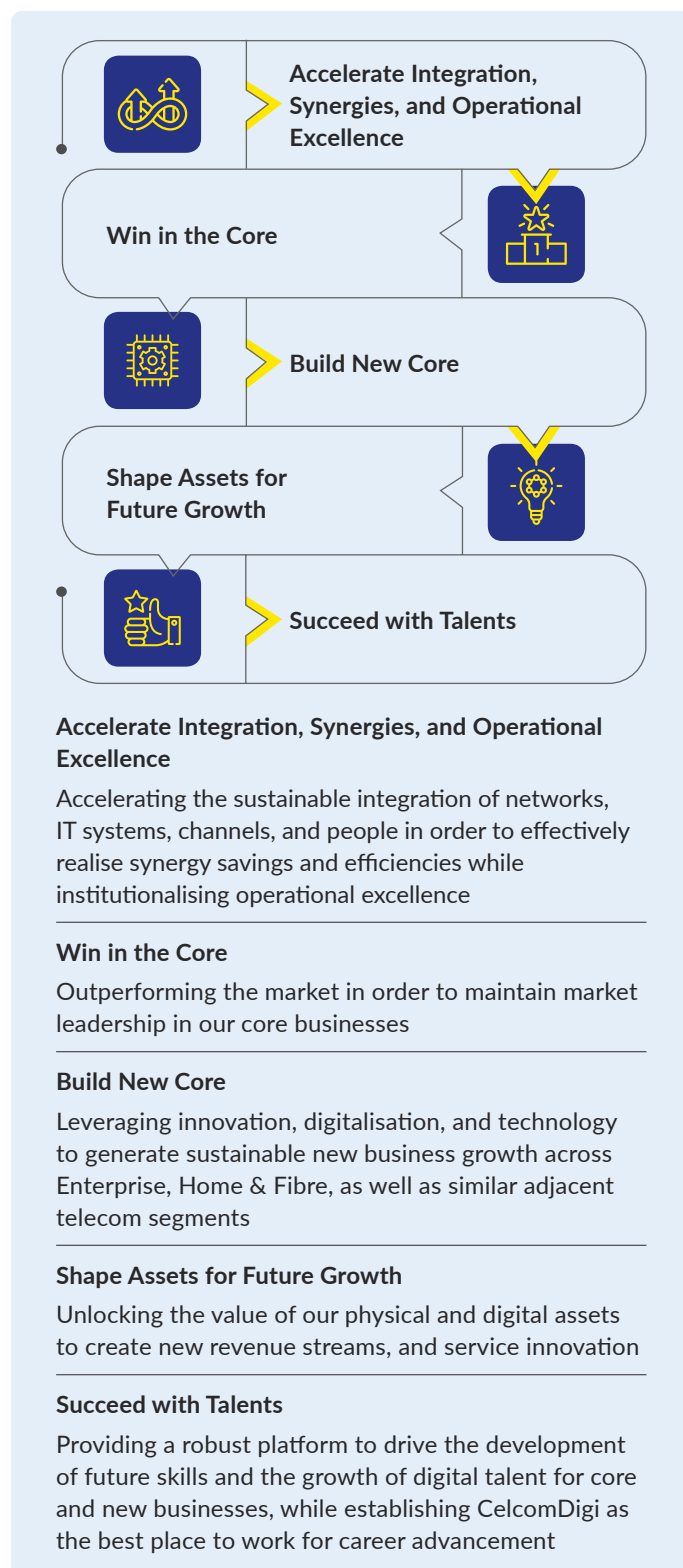 Accelerate Integration,
Synergies, and Operational
Excellence
Win in the Core
1
Build New Core
Shape Assets for
Future Growth
Succeed with Talents
Accelerate Integration, Synergies, and Operational
Excellence
Accelerating the sustainable integration of networks,
IT systems, channels, and people in order to effectively
realise synergy savings and efficiencies while
institutionalising operational excellence
Win in the Core
Outperforming the market in order to maintain market
leadership in our core businesses
Build New Core
Leveraging innovation, digitalisation, and technology
to generate sustainable new business growth across
Enterprise, Home & Fibre, as well as similar adjacent
telecom segments
Shape Assets for Future Growth
Unlocking the value of our physical and digital assets
to create new revenue streams, and service innovation
Succeed with Talents
Providing a robust platform to drive the development
of future skills and the growth of digital talent for core
and new businesses, while establishing CelcomDigi as
the best place to work for career advancement